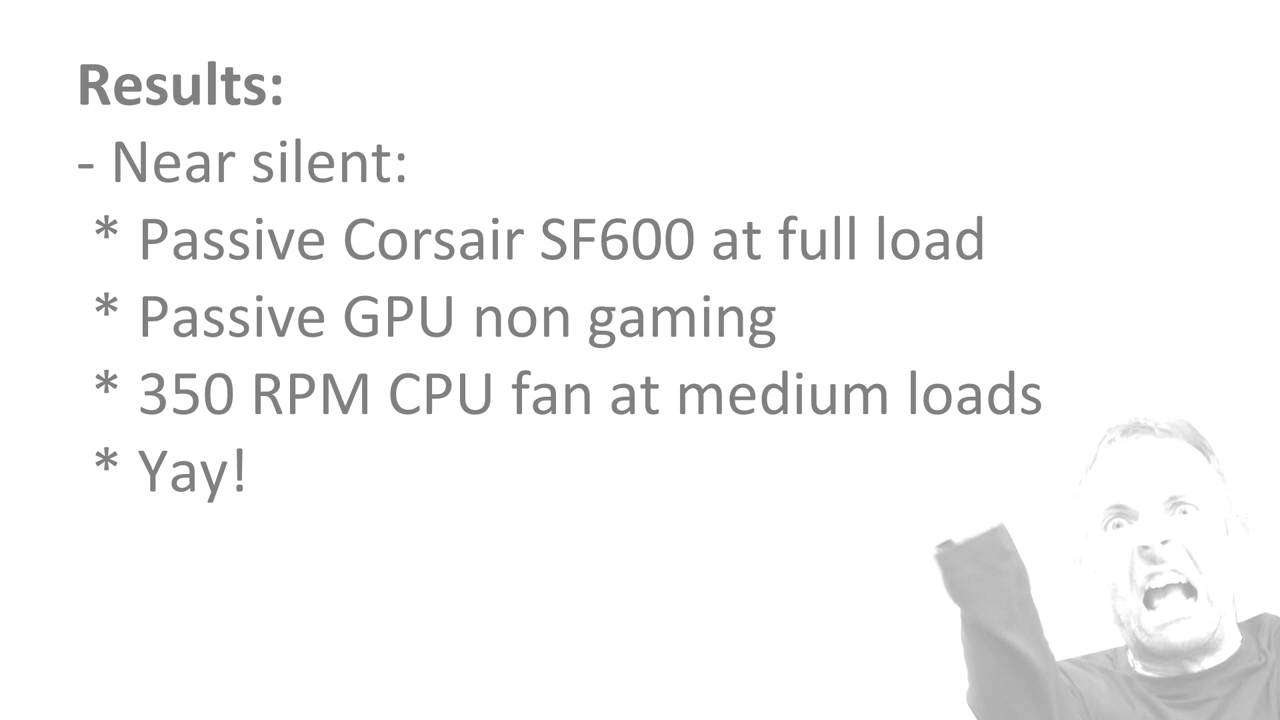 Results:
- Near silent:
* Passive Corsair SF600 at full load
* Passive GPU non gaming
* 350 RPM CPU fan at medium loads
* Yay!